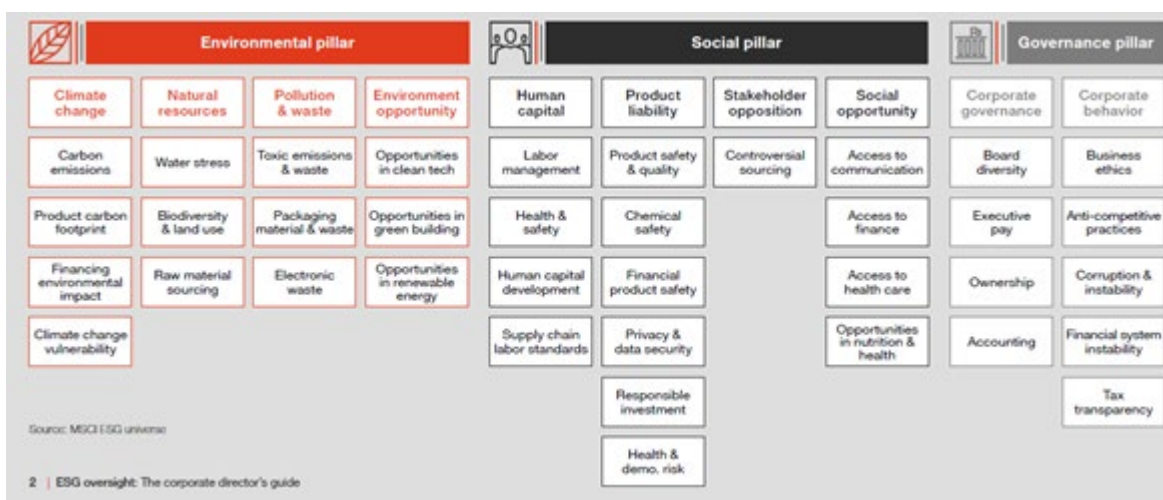 Environmental pillar
Social pillar
Governance pillar
Climate
change
Natural
resources
Pollution
& waste
Environment
opportunity
Human
capital
Product
liability
Stakeholder
opposition
Social
opportunity
Corporate
governance
Corporate
behavior
Carbon
emissions
Water stress
Toxic emissions
& waste
Opportunities
in clean tech
Labor
management
Product safety
& quality
Controversial
sourcing
Access to
communication
Board
diversity
Business
ethics
Product carbon
footprint
Biodiversity
& land use
Packaging
material & waste
Opportunities in
green building
Health &
safety
Chemical
safety
Access to
finance
Executive
pay
Anti-competitive
practices
Financing
environmental
impact
Raw material
sourcing
Electronic
waste
Opportunities
in renewable
energy
Human capital
development
Financial
product safety
Access to
health care
Ownership
Corruption &
instability
Climate change
vulnerability
Supply chain
labor standards
Privacy &
data security
Opportunities
in nutrition &
health
Accounting
Financial system
instability
Responsible
investment
Tax
transparency
Health &
demo. risk
Source: MSCI ESG universe
2 | ESG oversight: The corporate director's guide